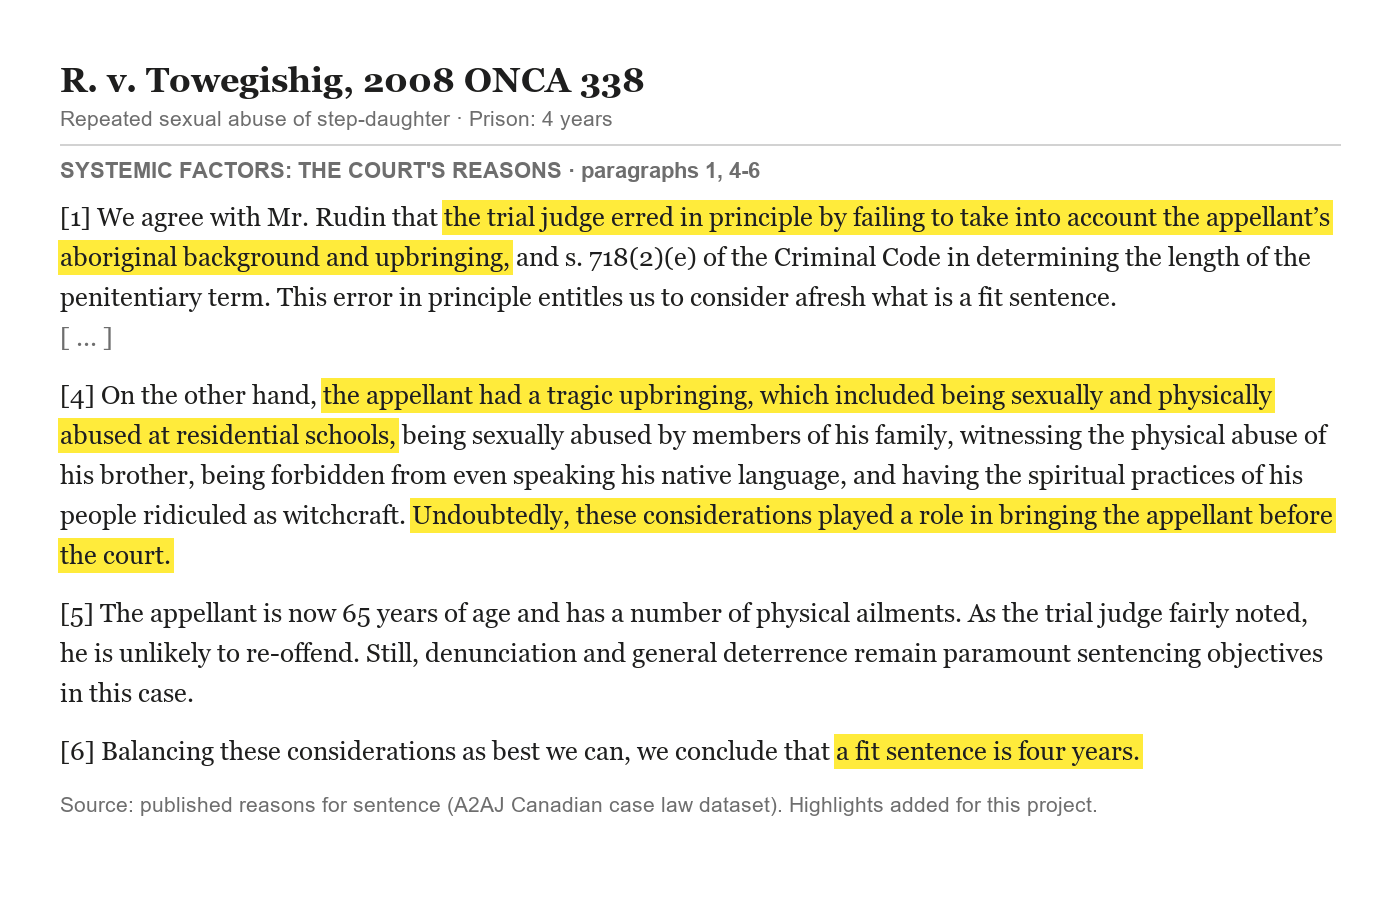 R. v. Towegishig, 2008 ONCA 338
Repeated sexual abuse of step-daughter · Prison: 4 years
SYSTEMIC FACTORS: THE COURT'S REASONS · paragraphs 1, 4-6
[1] We agree with Mr. Rudin that the trial judge erred in principle by failing to take into account the appellant’s
aboriginal background and upbringing, and s. 718(2)(e) of the Criminal Code in determining the length of the
penitentiary term. This error in principle entitles us to consider afresh what is a fit sentence.
[ ... ]
[4] On the other hand, the appellant had a tragic upbringing, which included being sexually and physically
abused at residential schools, being sexually abused by members of his family, witnessing the physical abuse of
his brother, being forbidden from even speaking his native language, and having the spiritual practices of his
people ridiculed as witchcraft. Undoubtedly, these considerations played a role in bringing the appellant before
the court.
[5] The appellant is now 65 years of age and has a number of physical ailments. As the trial judge fairly noted,
he is unlikely to re-offend. Still, denunciation and general deterrence remain paramount sentencing objectives
in this case.
[6] Balancing these considerations as best we can, we conclude that a fit sentence is four years.
Source: published reasons for sentence (A2AJ Canadian case law dataset). Highlights added for this project.